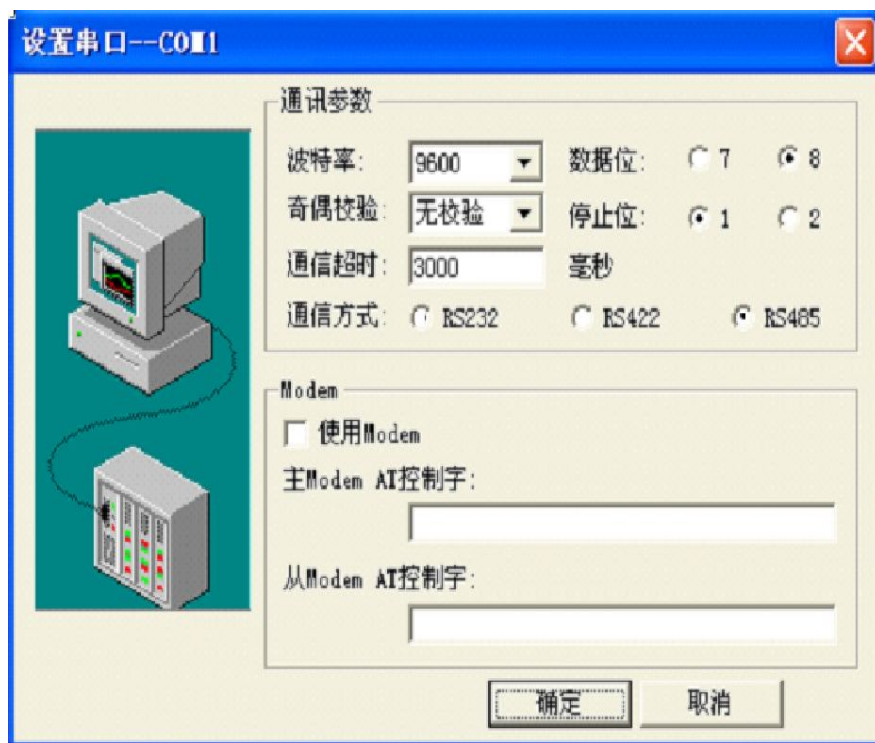 设置串口--COM1
通讯参数
波特率: 9600 数据位: 7 8
奇偶校验: 无校验 停止位: 1 2
通信超时: 3000 毫秒
通信方式: RS232 RS422 RS485
Modem
使用Modem
主Modem AT控制字:
从Modem AT控制字:
确定 取消